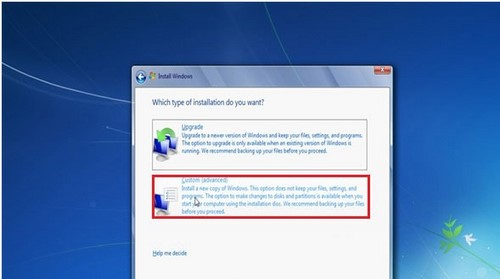 Install Windows
Which type of installation do you want?
Upgrade
Upgrade to a newer version of Windows and keep your files, settings, and programs.
The option to upgrade is only available when an existing version of Windows is
running. We recommend backing up your files before you proceed.
Custom (advanced)
Install a new copy of Windows. This option does not keep your files, settings, and
programs. The option to make changes to disks and partitions is available when you
start your computer using the installation disc. We recommend backing up your files
before you proceed.
Help me decide